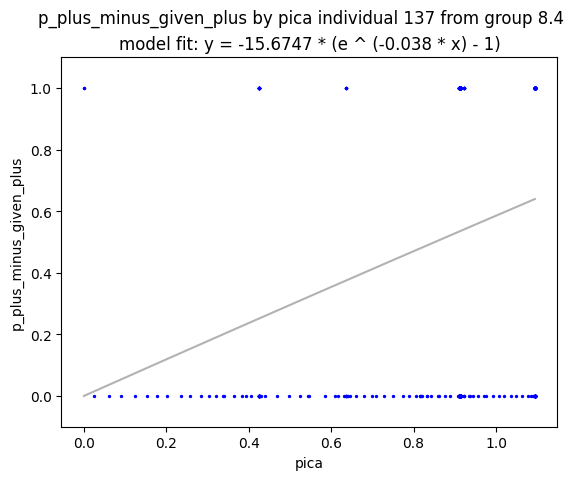 p_plus_minus_given_plus by pica individual 137 from group 8.4
model fit: y = -15.6747 * (e ^ (-0.038 * x) - 1)
p_plus_minus_given_plus
1.0
0.8
0.6
0.4
0.2
0.0
0.0 0.2 0.4 0.6 0.8 1.0
pica